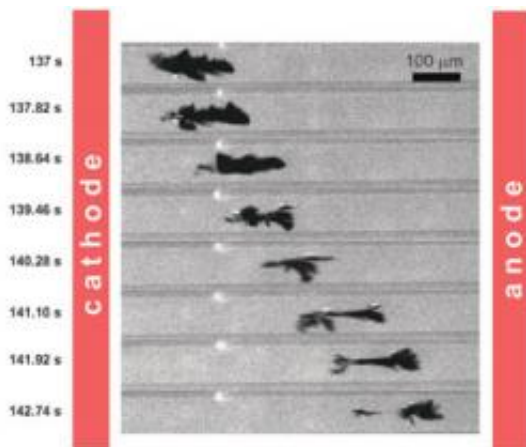 cathode
anode
100 μm
137 s
137.82 s
138.64 s
139.46 s
140.28 s
141.10 s
141.92 s
142.74 s